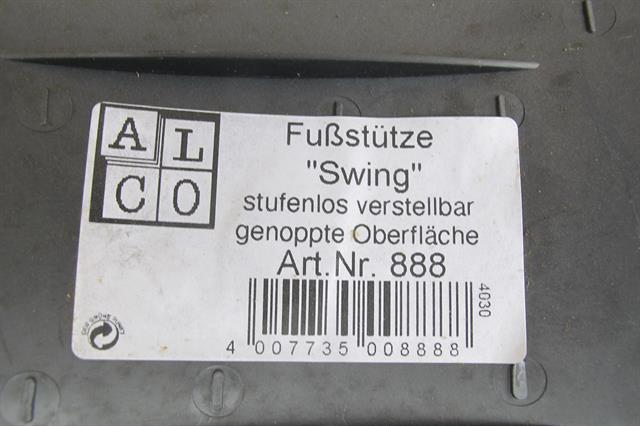 A L
C O
Fußstütze
"Swing"
stufenlos verstellbar
genoppte Oberfläche
Art.Nr. 888
4030
4 007735 008888